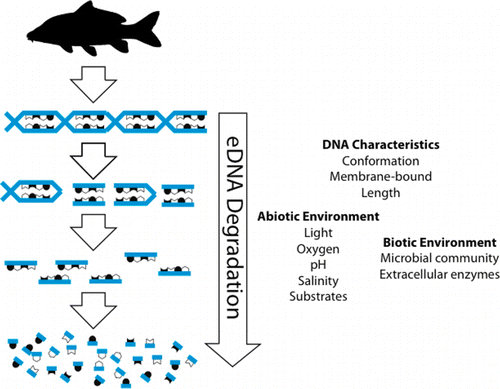 eDNA Degradation
DNA Characteristics
Conformation
Membrane-bound
Length
Abiotic Environment
Light
Oxygen
pH
Salinity
Substrates
Biotic Environment
Microbial community
Extracellular enzymes